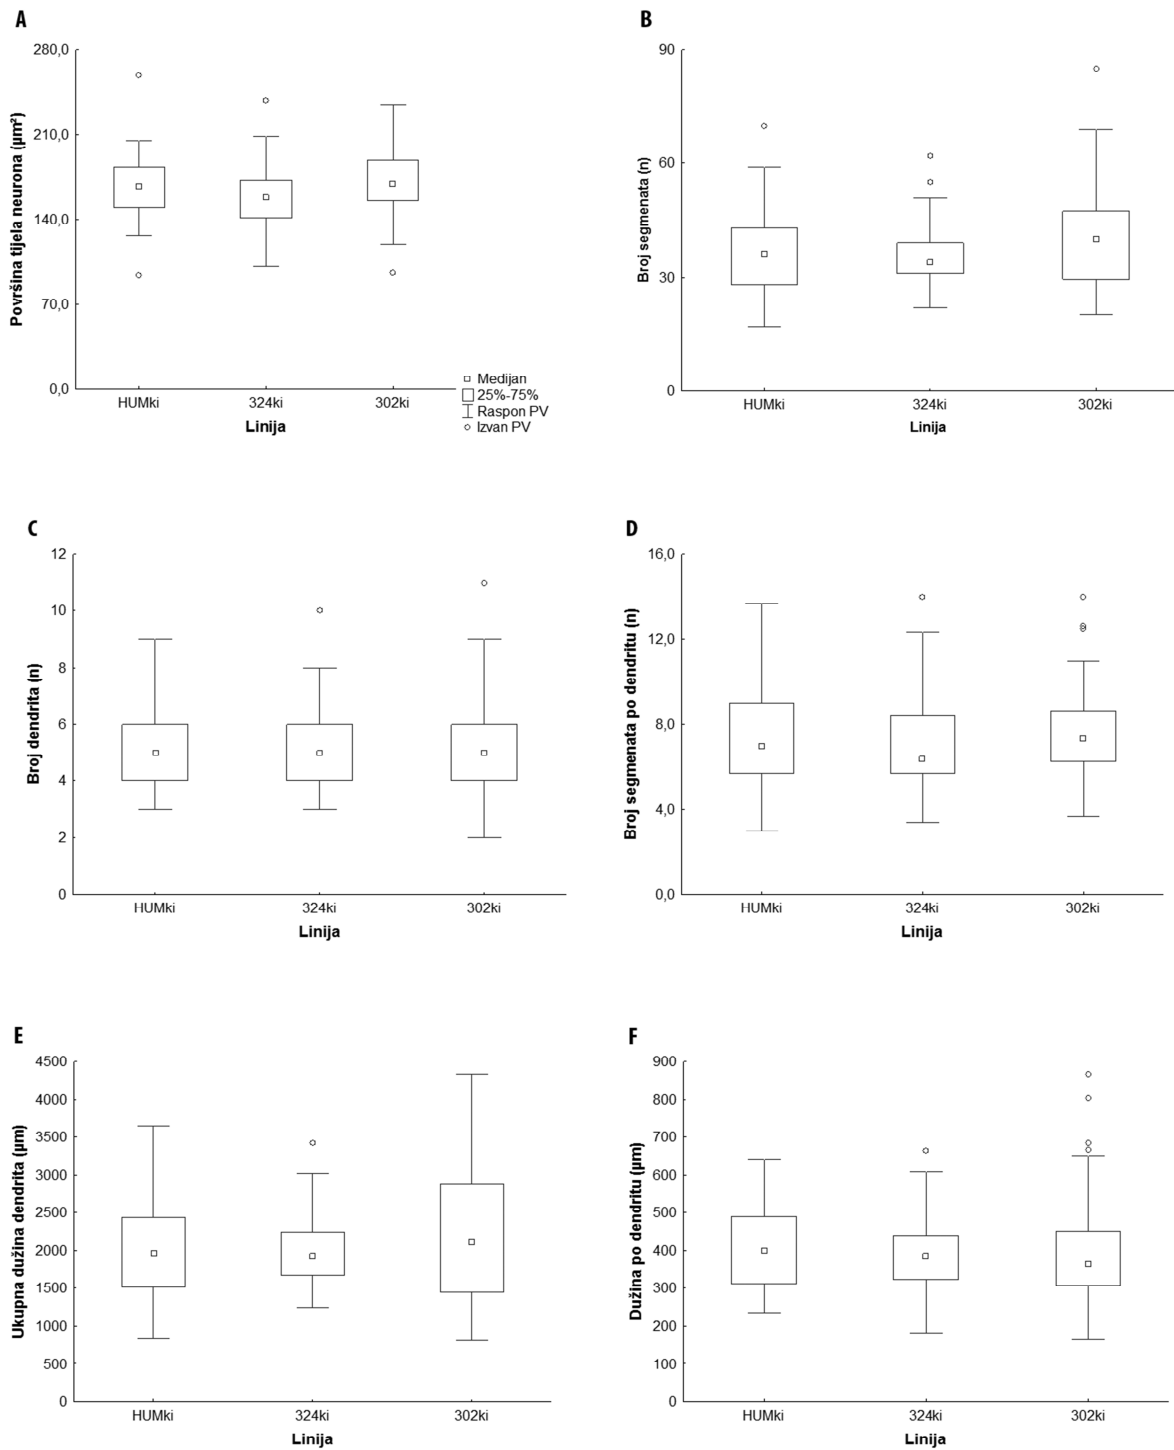 A
Površina tijela neurona (µm²)
280,0
210,0
140,0
70,0
0,0
HUMki 324ki 302ki
Linija
Medijan
25%-75%
Raspon PV
Izvan PV
B
Broj segmenata (n)
90
60
30
0
HUMki 324ki 302ki
Linija
C
Broj dendrita (n)
12
10
8
6
4
2
0
HUMki 324ki 302ki
Linija
D
Broj segmenata po dendritu (n)
16,0
12,0
8,0
4,0
0,0
HUMki 324ki 302ki
Linija
E
Ukupna dužina dendrita (µm)
4500
4000
3500
3000
2500
2000
1500
1000
500
0
HUMki 324ki 302ki
Linija
F
Dužina po dendritu (µm)
900
800
700
600
500
400
300
200
100
0
HUMki 324ki 302ki
Linija